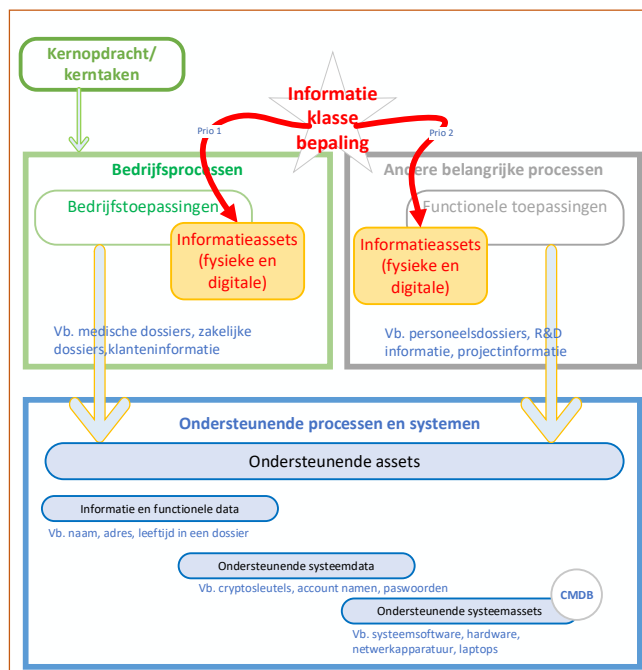 Kernopdracht/
kerntaken
Informatie
klasse
bepaling
Prio 1
Prio 2
Bedrijfsprocessen
Bedrijfstoepassingen
Informatieassets
(fysieke en
digitale)
Vb. medische dossiers, zakelijke
dossiers,klanteninformatie
Andere belangrijke processen
Functionele toepassingen
Informatieassets
(fysieke en
digitale)
Vb. personeelsdossiers, R&D
informatie, projectinformatie
Ondersteunende processen en systemen
Ondersteunende assets
Informatie en functionele data
Vb. naam, adres, leeftijd in een dossier
Ondersteunende systeemdata
Vb. cryptosleutels, account namen, paswoorden
CMDB
Ondersteunende systeemassets
Vb. systeemsoftware, hardware,
netwerkapparatuur, laptops